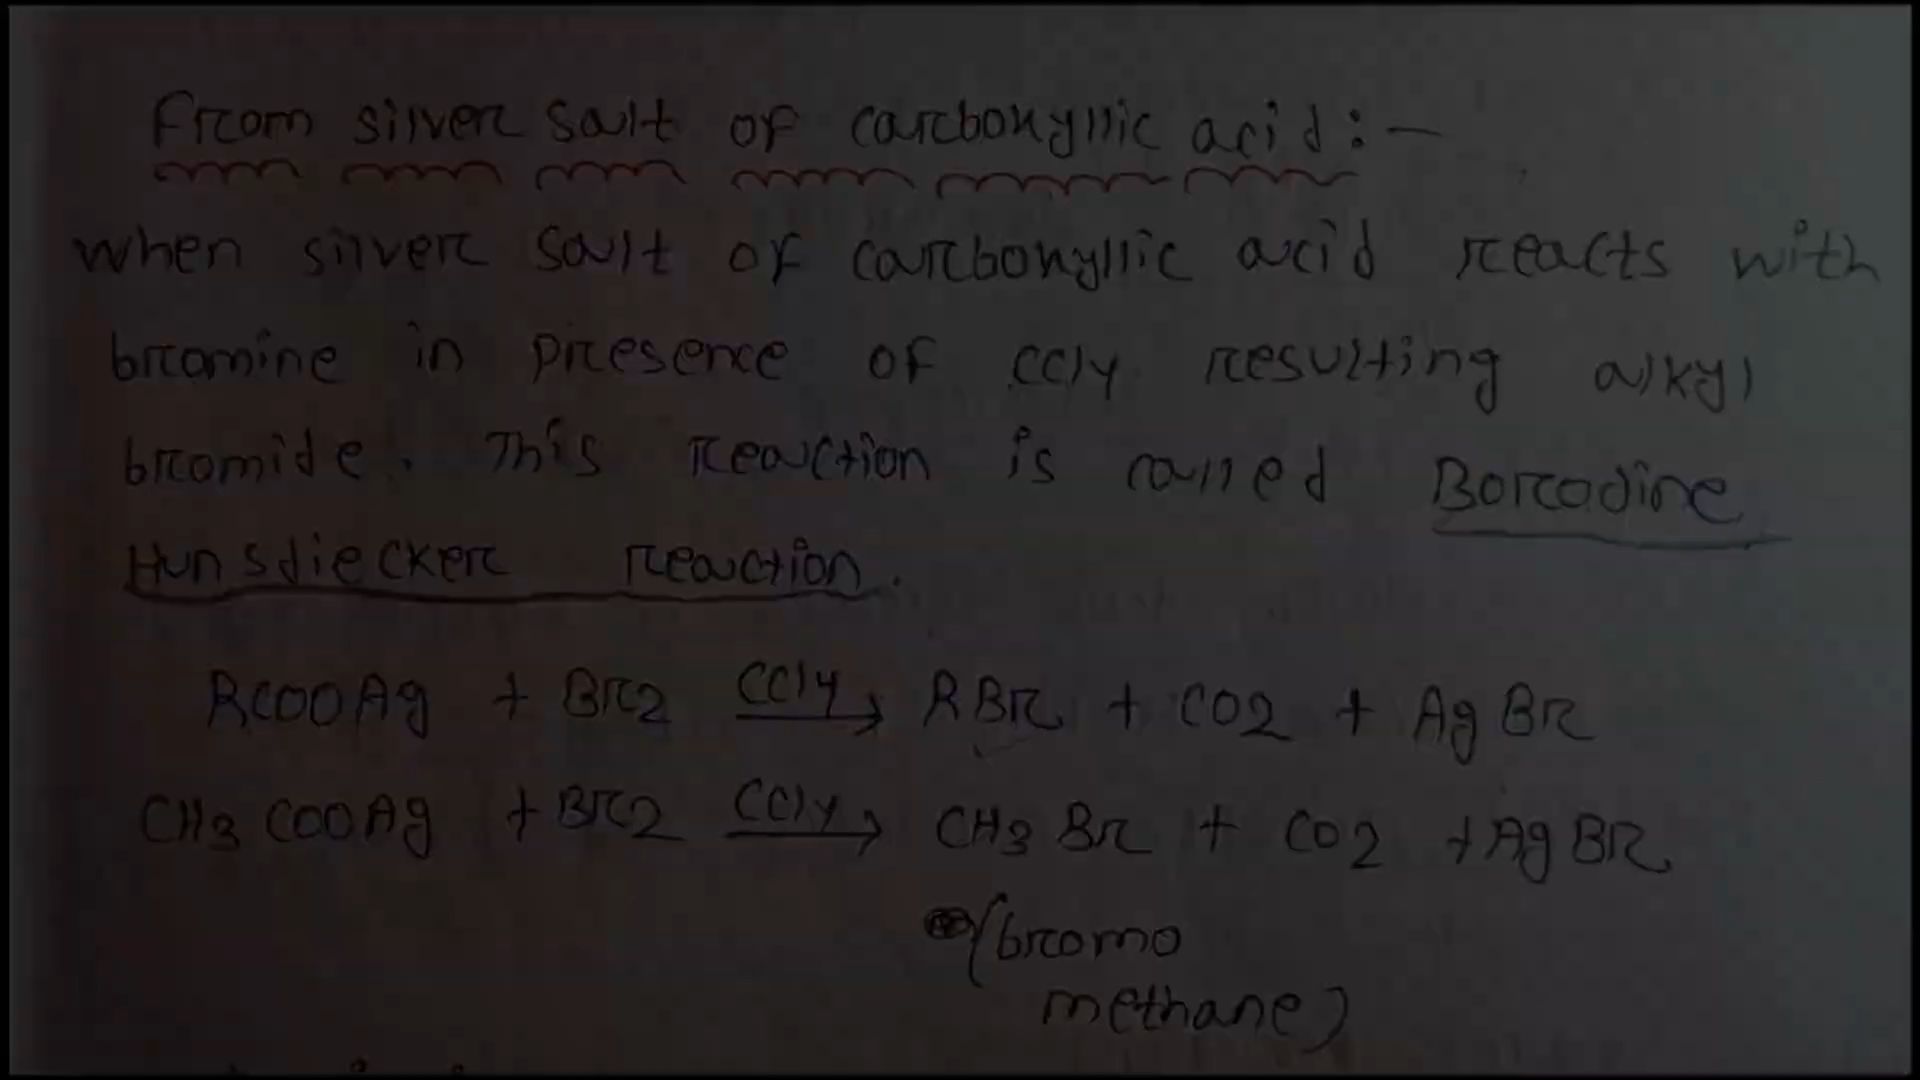 From silver salt of carboxyllic acid :-
When silver salt of carboxyllic acid reacts with
bromine in presence of CCl4 resulting alkyl
bromide. This reaction is called Borodine
Hunsdiecker reaction.
RCOOAg + Br2 CCl4→ RBr + CO2 + AgBr
CH3COOAg + Br2 CCl4→ CH3Br + CO2 + AgBr
(bromo
methane)